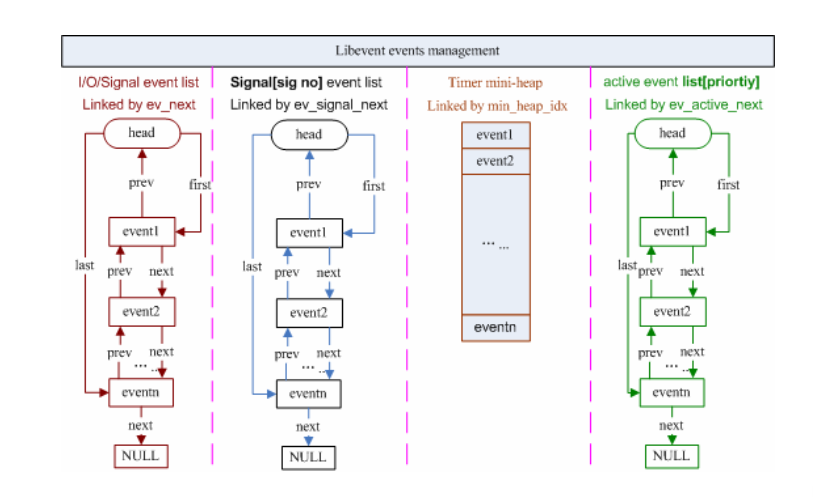 Libevent events management
I/O/Signal event list
Linked by ev_next
head
prev
first
event1
last
prev
next
event2
prev
next
... ...
eventn
next
NULL
Signal[sig no] event list
Linked by ev_signal_next
head
prev
first
event1
last
prev
next
event2
prev
next
... ...
eventn
next
NULL
Timer mini-heap
Linked by min_heap_idx
event1
event2
... ...
eventn
active event list[priortiy]
Linked by ev_active_next
head
prev
first
event1
last
prev
next
event2
prev
next
... ...
eventn
next
NULL